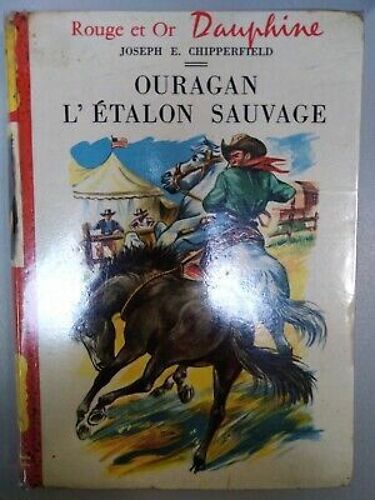 Rouge et Or Dauphine
JOSEPH E. CHIPPERFIELD
OURAGAN
L'ÉTALON SAUVAGE